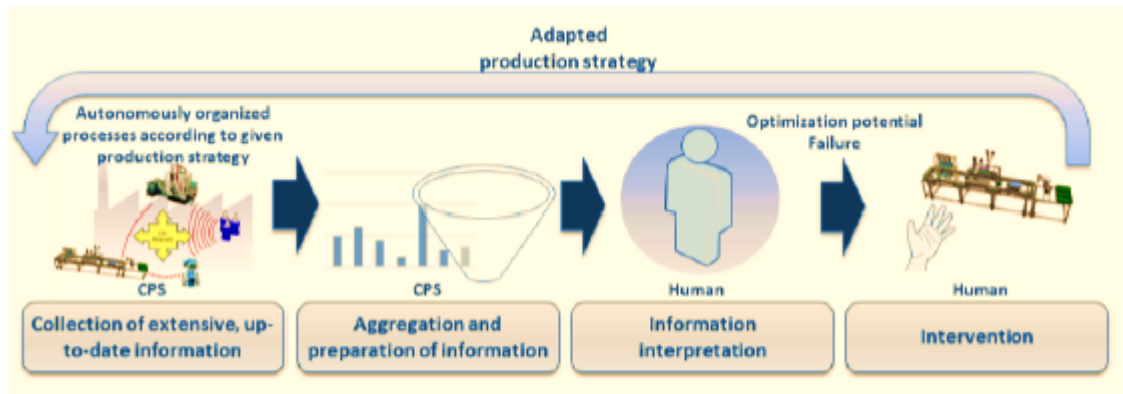 Adapted
production strategy
Autonomously organized
processes according to given
production strategy
Optimization potential
Failure
CPS
CPS
Human
Human
Collection of extensive, up-
to-date information
Aggregation and
preparation of information
Information
interpretation
Intervention